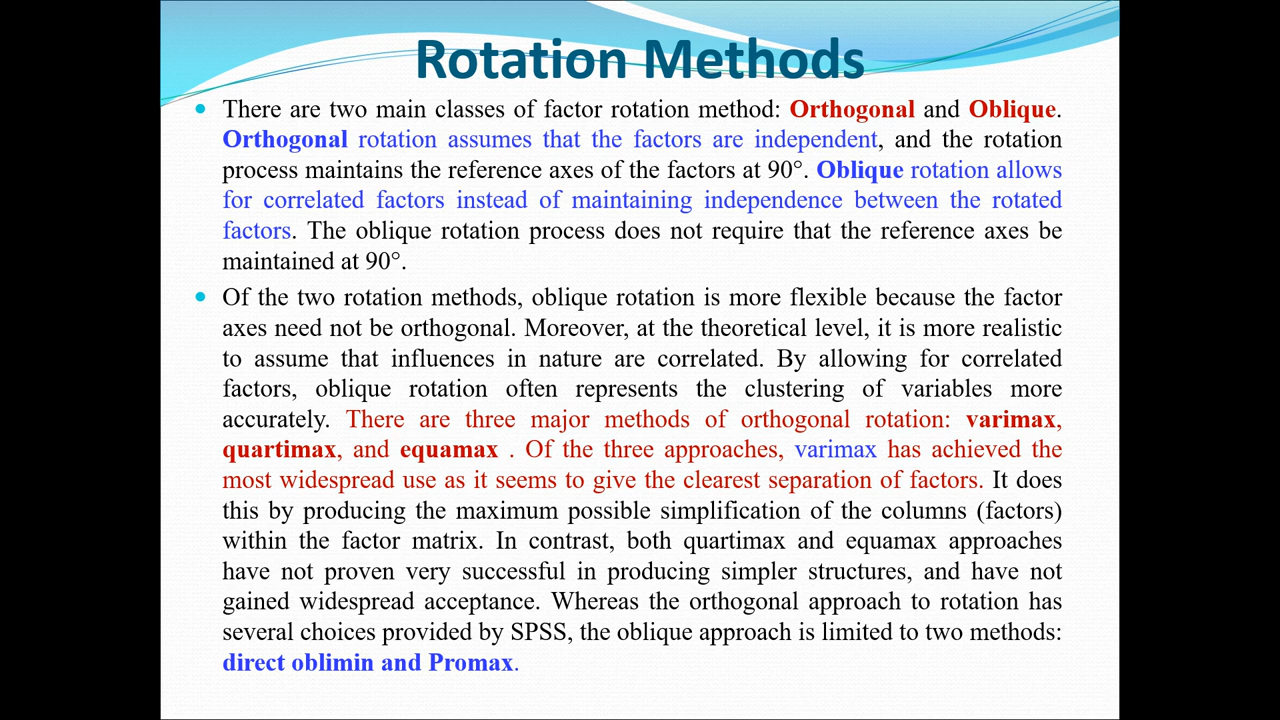 Rotation Methods
There are two main classes of factor rotation method: Orthogonal and Oblique.
Orthogonal rotation assumes that the factors are independent, and the rotation
process maintains the reference axes of the factors at 90°. Oblique rotation allows
for correlated factors instead of maintaining independence between the rotated
factors. The oblique rotation process does not require that the reference axes be
maintained at 90°.
Of the two rotation methods, oblique rotation is more flexible because the factor
axes need not be orthogonal. Moreover, at the theoretical level, it is more realistic
to assume that influences in nature are correlated. By allowing for correlated
factors, oblique rotation often represents the clustering of variables more
accurately. There are three major methods of orthogonal rotation: varimax,
quartimax, and equamax . Of the three approaches, varimax has achieved the
most widespread use as it seems to give the clearest separation of factors. It does
this by producing the maximum possible simplification of the columns (factors)
within the factor matrix. In contrast, both quartimax and equamax approaches
have not proven very successful in producing simpler structures, and have not
gained widespread acceptance. Whereas the orthogonal approach to rotation has
several choices provided by SPSS, the oblique approach is limited to two methods:
direct oblimin and Promax.